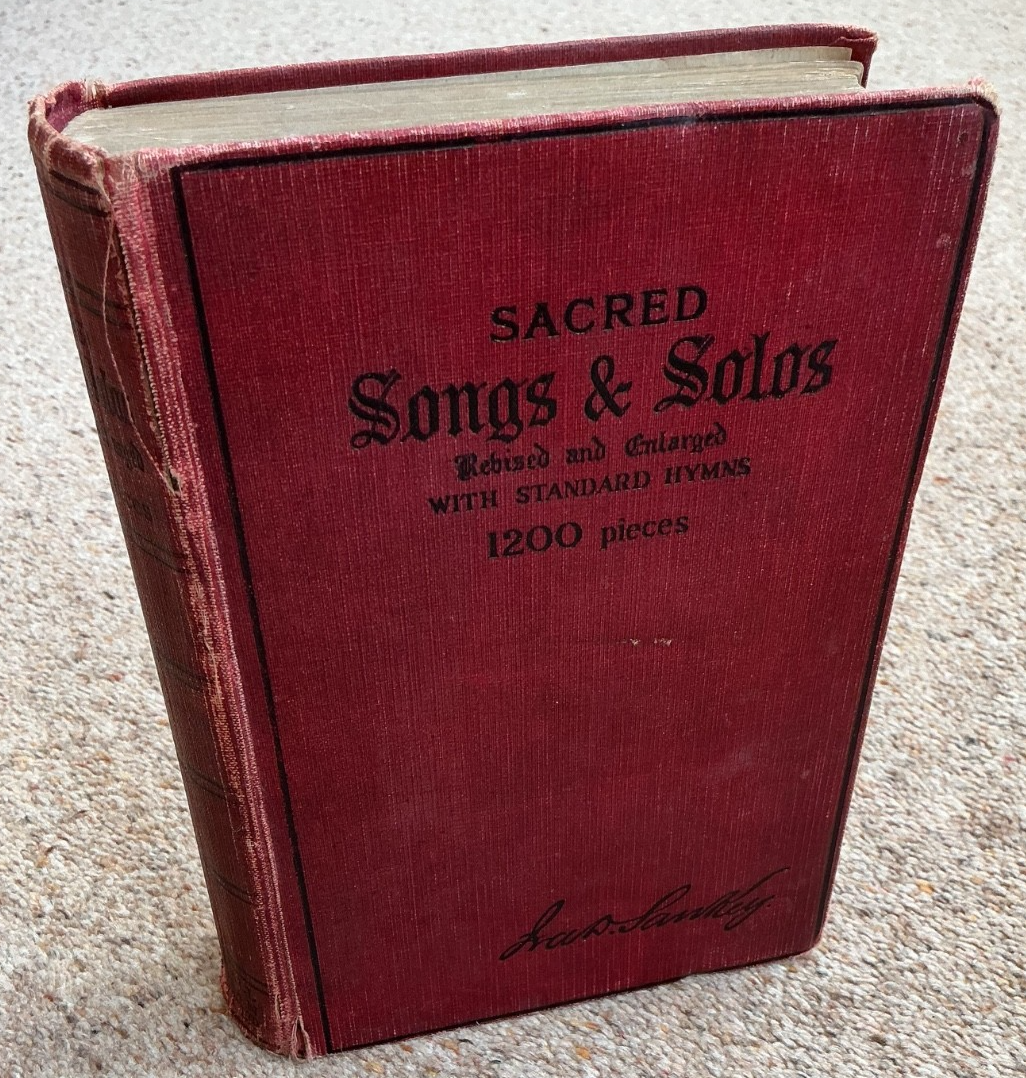 SACRED
Songs & Solos
Revised and Enlarged
WITH STANDARD HYMNS
1200 pieces
Ira D. Sankey.